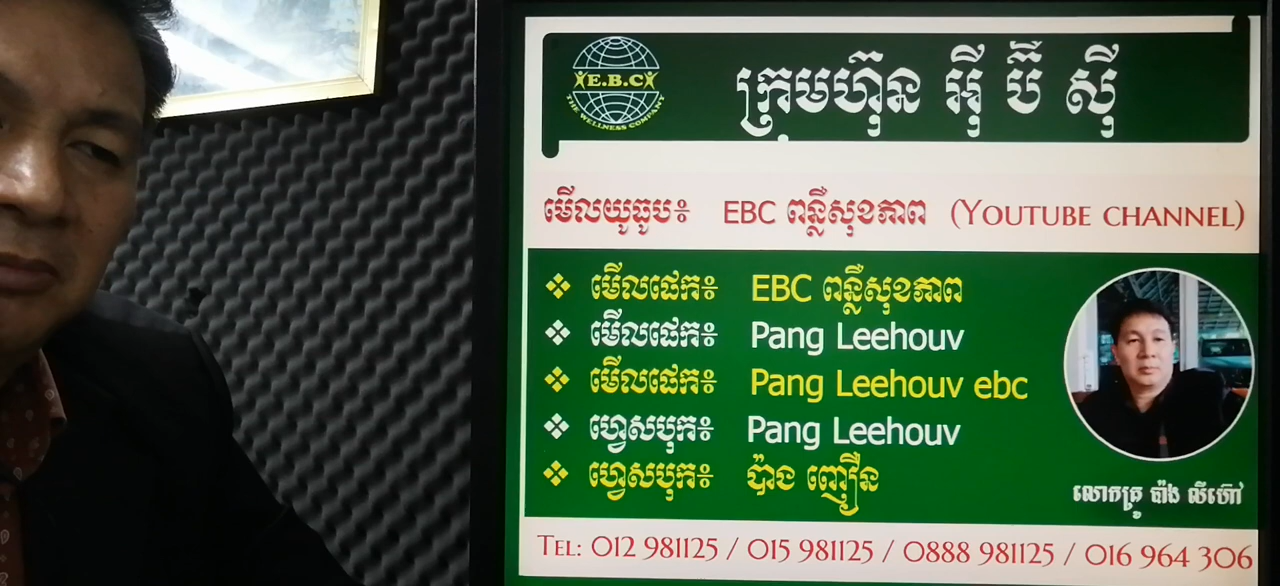 E.B.C
THE WELLNESS COMPANY
ក្រុមហ៊ុន អ៊ី ប៊ី ស៊ី
មើលយូធូប៖ EBC ពន្លឺសុខភាព (YOUTUBE CHANNEL)
❖ មើលផេក៖ EBC ពន្លឺសុខភាព
❖ មើលផេក៖ Pang Leehouv
❖ មើលផេក៖ Pang Leehouv ebc
❖ ហ្វេសបុក៖ Pang Leehouv
❖ ហ្វេសបុក៖ ប៉ាង ញឿន
លោកគ្រូ ប៉ាង លីហ៊ៅ
TEL: 012 981125 / 015 981125 / 0888 981125 / 016 964 306